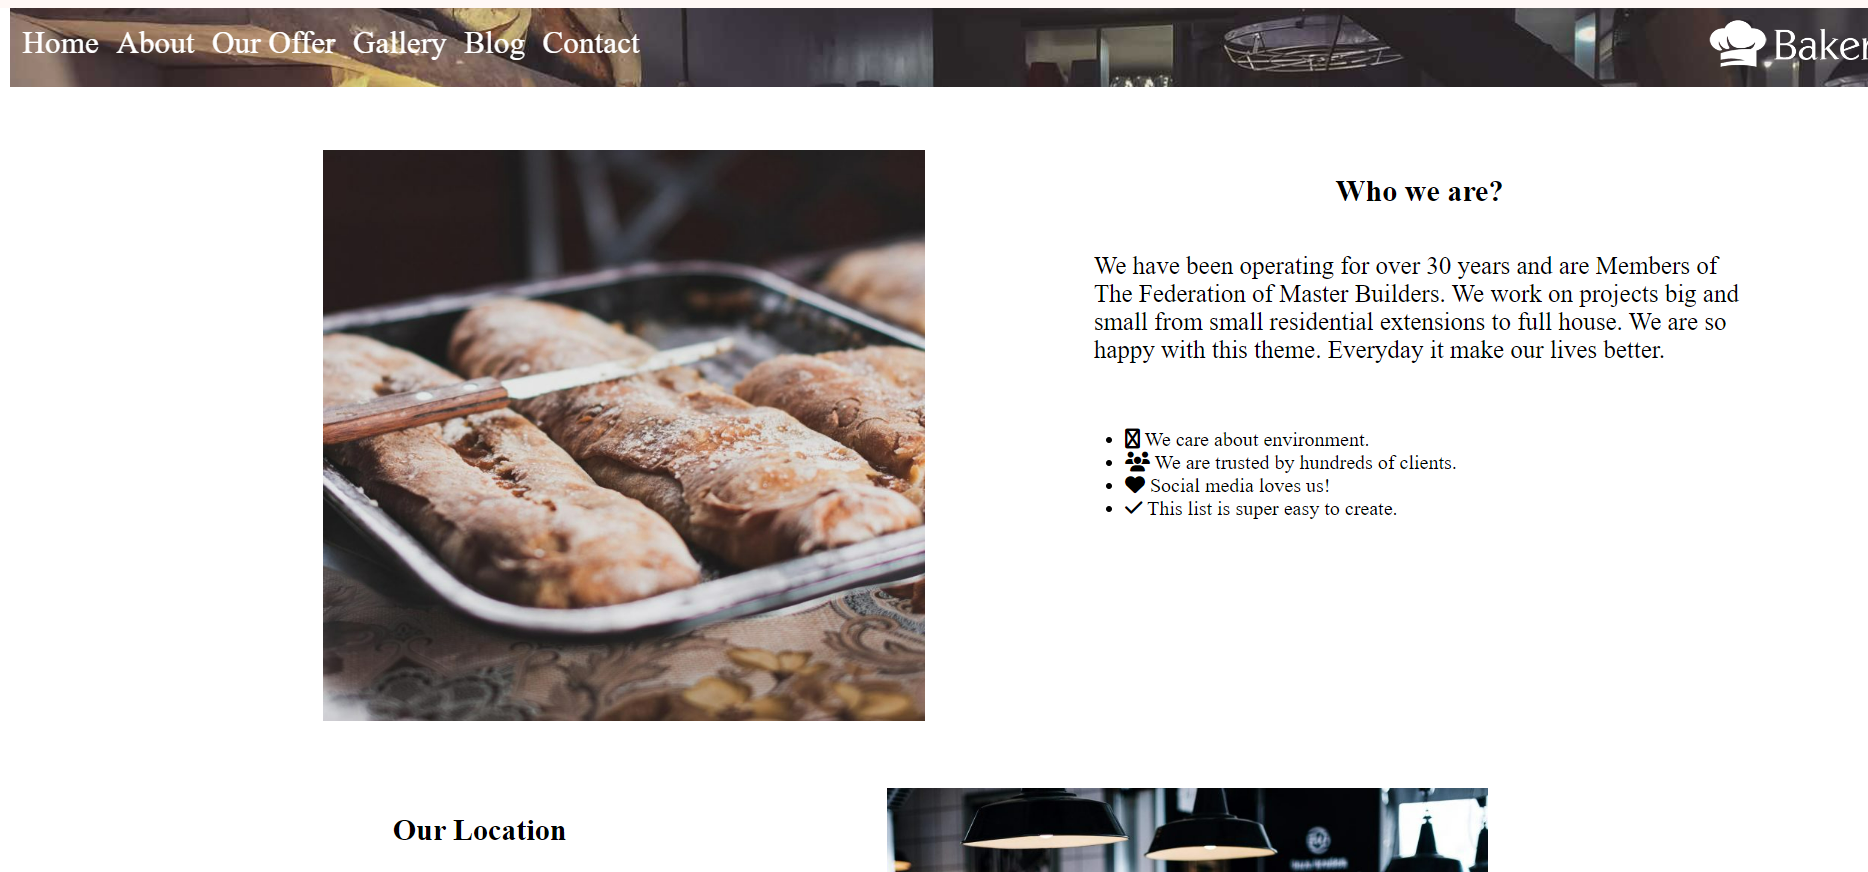 Home About Our Offer Gallery Blog Contact Baker
Who we are?
We have been operating for over 30 years and are Members of
The Federation of Master Builders. We work on projects big and
small from small residential extensions to full house. We are so
happy with this theme. Everyday it make our lives better.
We care about environment.
We are trusted by hundreds of clients.
Social media loves us!
This list is super easy to create.
Our Location